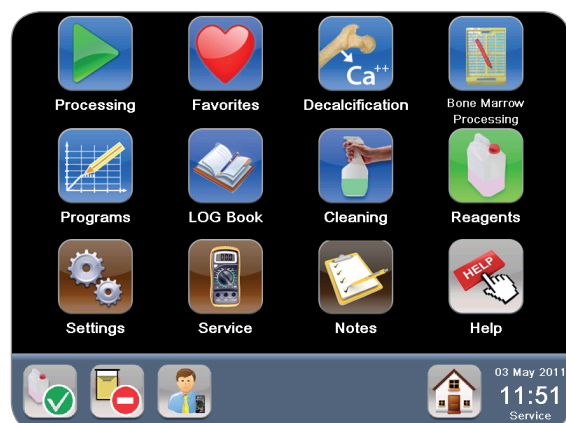 Ca++
Processing
Favorites
Decalcification
Bone Marrow
Processing
Programs
LOG Book
Cleaning
Reagents
HELP
Settings
Service
Notes
Help
03 May 2011
11:51
Service